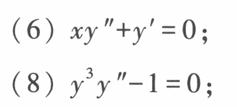 (6) xy″+y′=0;
(8) y³y″-1=0;